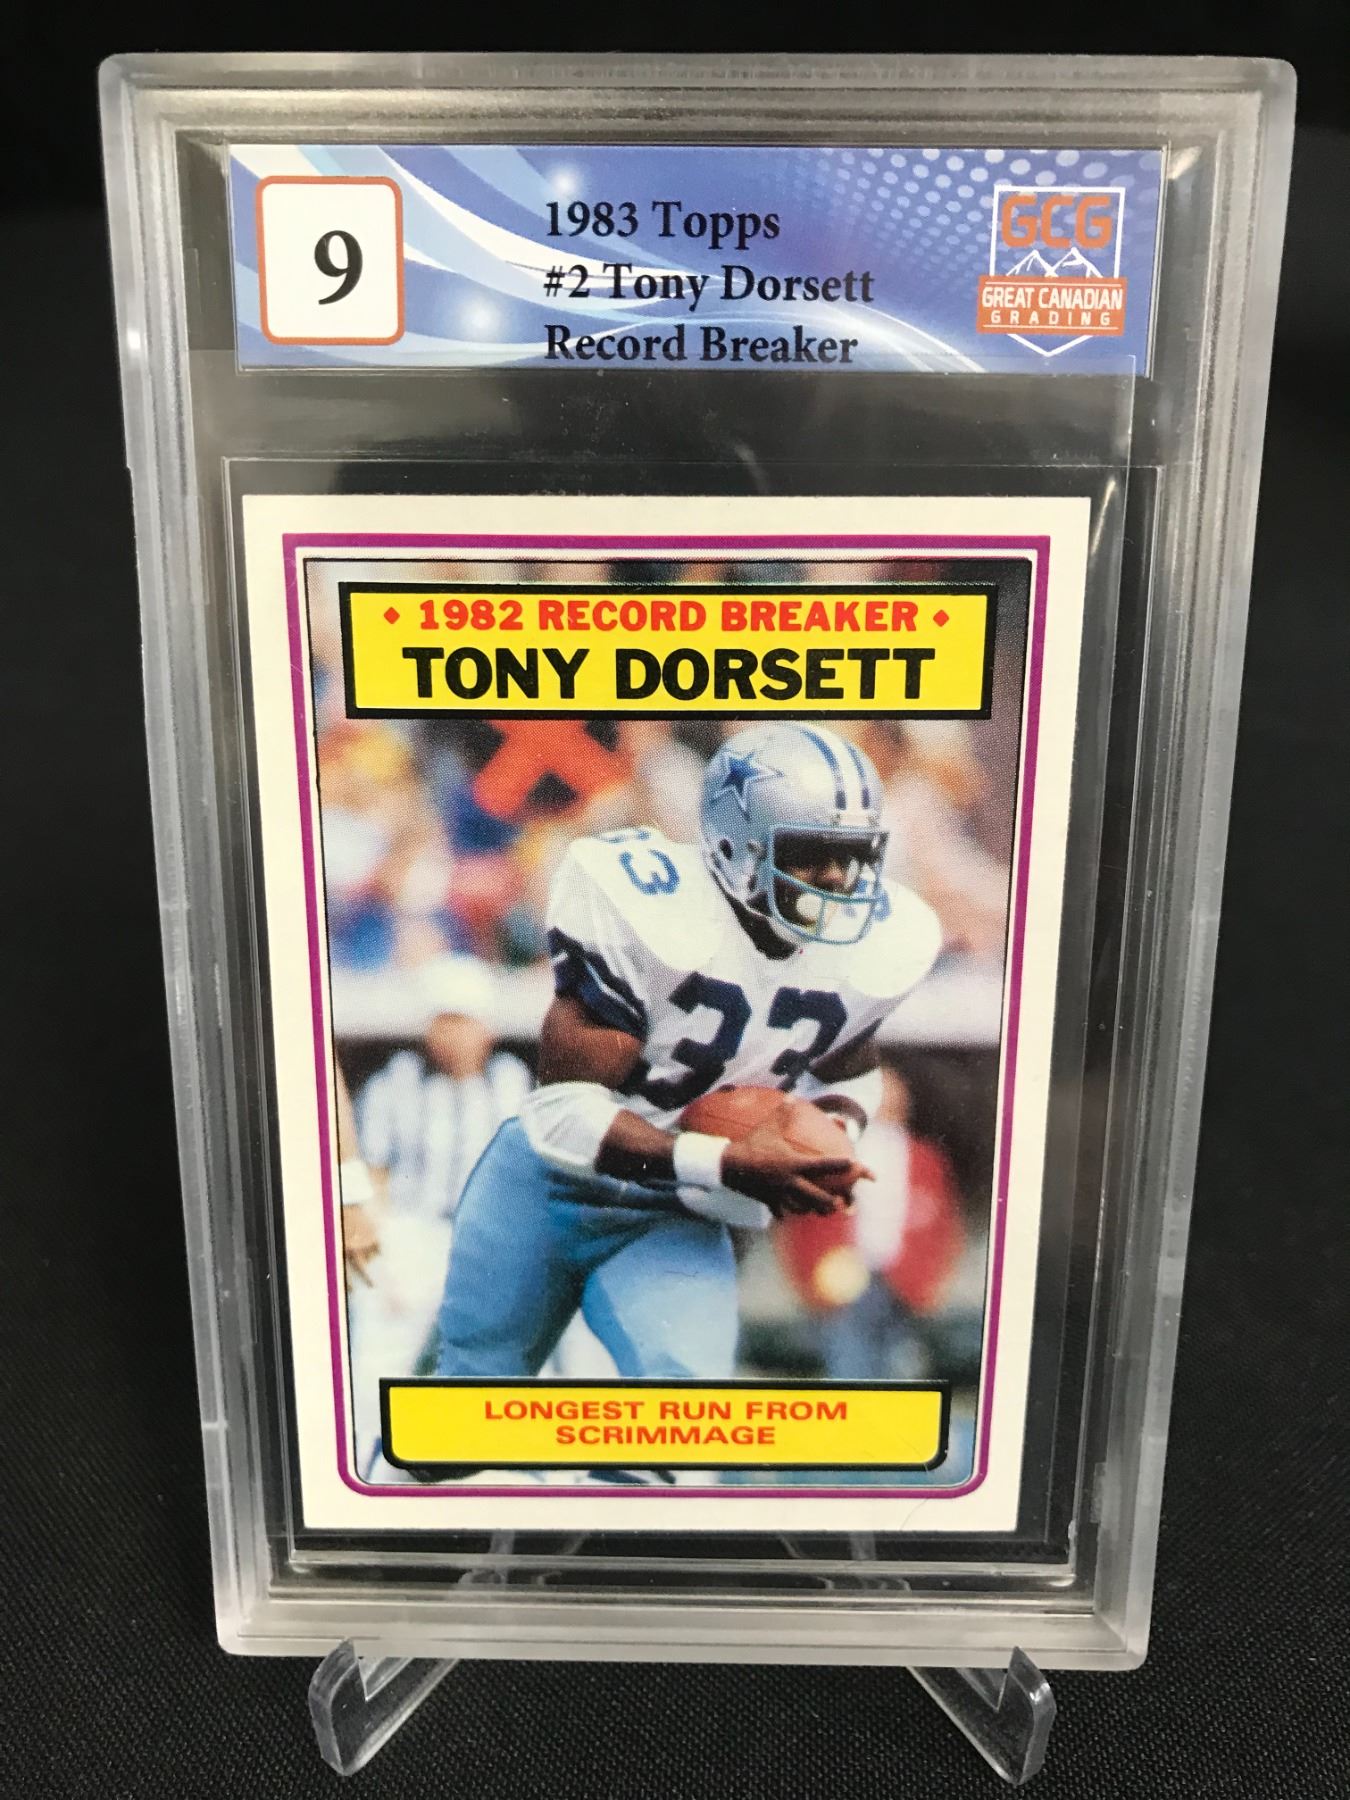 9
1983 Topps
#2 Tony Dorsett
Record Breaker
GCG
GREAT CANADIAN
GRADING
1982 RECORD BREAKER
TONY DORSETT
33
33
LONGEST RUN FROM
SCRIMMAGE